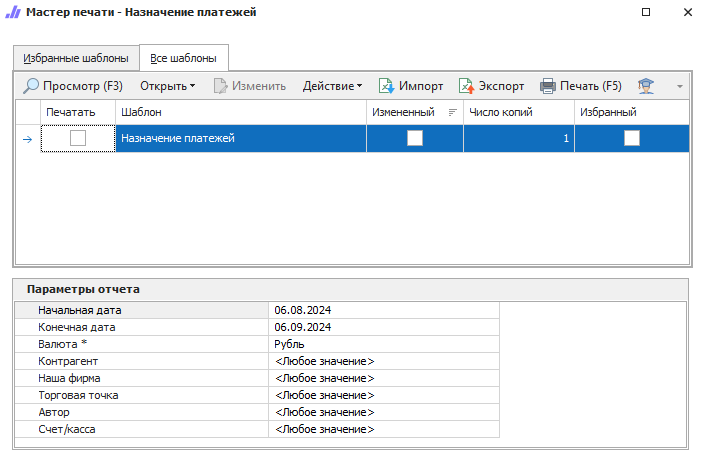 Мастер печати - Назначение платежей
Избранные шаблоны Все шаблоны
Просмотр (F3) Открыть Изменить Действие Импорт Экспорт Печать (F5)
Печатать Шаблон Измененный Число копий Избранный
Назначение платежей 1
Параметры отчета
Начальная дата 06.08.2024
Конечная дата 06.09.2024
Валюта * Рубль
Контрагент <Любое значение>
Наша фирма <Любое значение>
Торговая точка <Любое значение>
Автор <Любое значение>
Счет/касса <Любое значение>